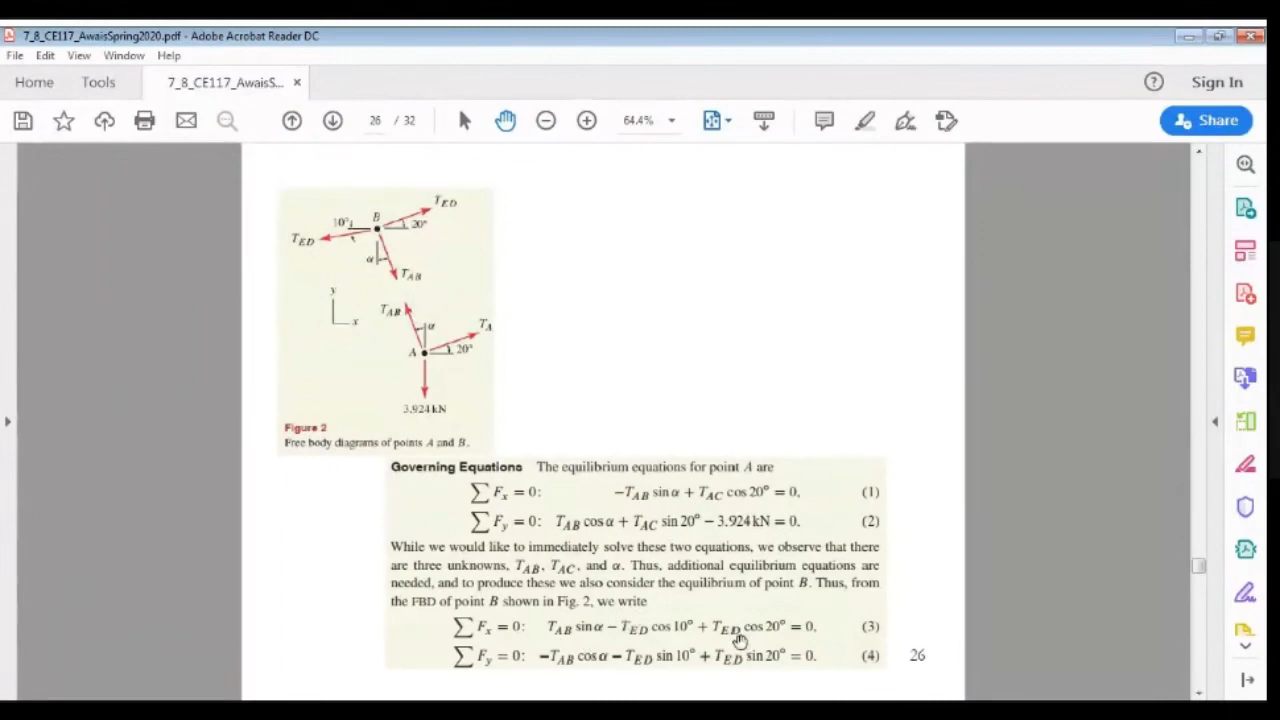 7_8_CE117_AwaisSpring2020.pdf - Adobe Acrobat Reader DC
File Edit View Window Help
Home Tools 7_8_CE117_AwaisS... × Sign In
26 / 32 64.4% Share
T_ED
10° B 20°
T_ED
α
T_AB
y
T_AB α T_A
x
A 20°
3.924 kN
Figure 2
Free body diagrams of points A and B.
Governing Equations The equilibrium equations for point A are
∑ F_x = 0: −T_AB sin α + T_AC cos 20° = 0, (1)
∑ F_y = 0: T_AB cos α + T_AC sin 20° − 3.924 kN = 0. (2)
While we would like to immediately solve these two equations, we observe that there
are three unknowns, T_AB, T_AC, and α. Thus, additional equilibrium equations are
needed, and to produce these we also consider the equilibrium of point B. Thus, from
the FBD of point B shown in Fig. 2, we write
∑ F_x = 0: T_AB sin α − T_ED cos 10° + T_ED cos 20° = 0, (3)
∑ F_y = 0: −T_AB cos α − T_ED sin 10° + T_ED sin 20° = 0. (4)
26